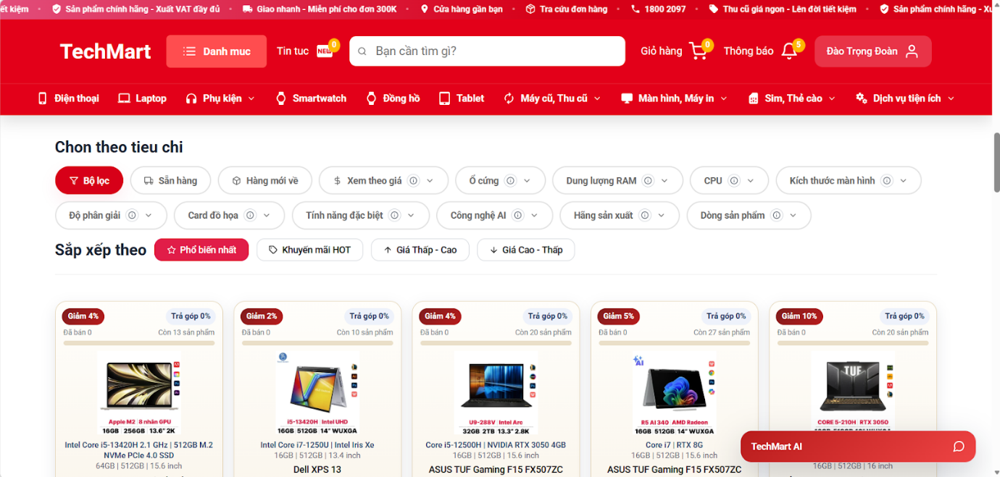 ết kiệm • Sản phẩm chính hãng - Xuất VAT đầy đủ • Giao nhanh - Miễn phí cho đơn 300K • Cửa hàng gần bạn • Tra cứu đơn hàng • 1800 2097 • Thu cũ giá ngon - Lên đời tiết kiệm • Sản phẩm chính hãng - Xu
TechMart Danh mục Tin tuc NEW 0 Bạn cần tìm gì? Giỏ hàng 0 Thông báo 5 Đào Trọng Đoàn
Điện thoại Laptop Phụ kiện Smartwatch Đồng hồ Tablet Máy cũ, Thu cũ Màn hình, Máy in Sim, Thẻ cào Dịch vụ tiện ích
Chon theo tieu chi
Bộ lọc Sẵn hàng Hàng mới về Xem theo giá Ổ cứng Dung lượng RAM CPU Kích thước màn hình
Độ phân giải Card đồ họa Tính năng đặc biệt Công nghệ AI Hãng sản xuất Dòng sản phẩm
Sắp xếp theo Phổ biến nhất Khuyến mãi HOT Giá Thấp - Cao Giá Cao - Thấp
Giảm 4% Trả góp 0% Giảm 2% Trả góp 0% Giảm 4% Trả góp 0% Giảm 5% Trả góp 0% Giảm 10% Trả góp 0%
Đã bán 0 Còn 13 sản phẩm Đã bán 0 Còn 10 sản phẩm Đã bán 0 Còn 20 sản phẩm Đã bán 0 Còn 27 sản phẩm Đã bán 0 Còn 20 sản phẩm
AI
TUF
Apple M2 8 nhân GPU i5-13420H Intel UHD U9-288V Intel Arc R5 AI 340 AMD Radeon CORE 5-210H RTX 3050
16GB 256GB 13.6" 2K 16GB 512GB 14" WUXGA 32GB 2TB 13.3" 2.8K 16GB 512GB 14" WUXGA
Intel Core i5-13420H 2.1 GHz | 512GB M.2 Intel Core i7-1250U | Intel Iris Xe Core i5-12500H | NVIDIA RTX 3050 4GB Core i7 | RTX 8G TechMart AI
NVMe PCIe 4.0 SSD 16GB | 512GB | 13.4 inch 16GB | 512GB | 15.6 inch 16GB | 512GB | 15.6 inch
64GB | 512GB | 15.6 inch 16GB | 512GB | 16 inch
Dell XPS 13 ASUS TUF Gaming F15 FX507ZC ASUS TUF Gaming F15 FX507ZC